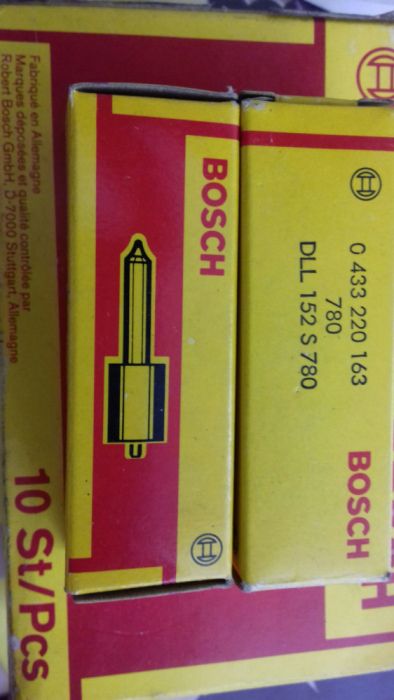 Fabriqué en Allemagne
Marques déposées et qualité contrôlée par
Robert Bosch GmbH, D-7000 Stuttgart, Allemagne
10 St/Pcs
BOSCH
0 433 220 163
780
DLL 152 S 780
BOSCH